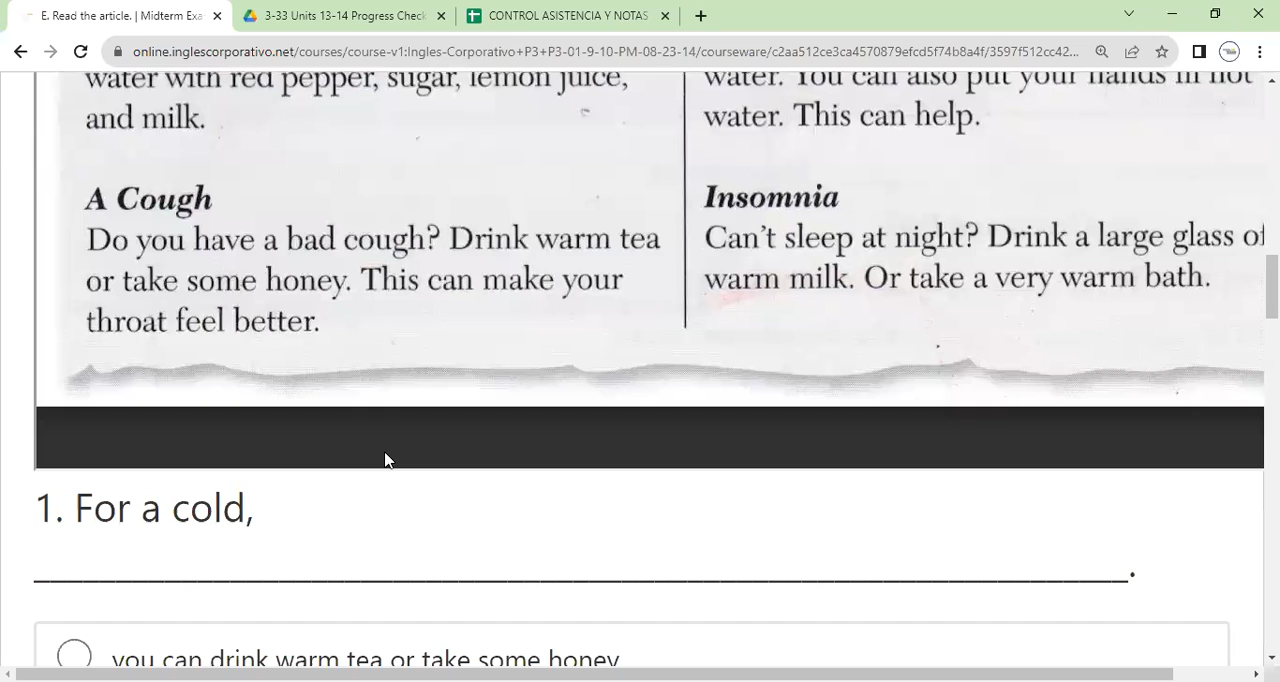 E. Read the article. | Midterm Exa
3-33 Units 13-14 Progress Check
CONTROL ASISTENCIA Y NOTAS
online.inglescorporativo.net/courses/course-v1:Ingles-Corporativo+P3+P3-01-9-10-PM-08-23-14/courseware/c2aa512ce3ca4570879efcd5f74b8a4f/3597f512cc42...
water with red pepper, sugar, lemon juice,
and milk.
A Cough
Do you have a bad cough? Drink warm tea
or take some honey. This can make your
throat feel better.
water. You can also put your hands in hot
water. This can help.
Insomnia
Can't sleep at night? Drink a large glass of
warm milk. Or take a very warm bath.
1. For a cold,
____________________________________________________________________.
you can drink warm tea or take some honey